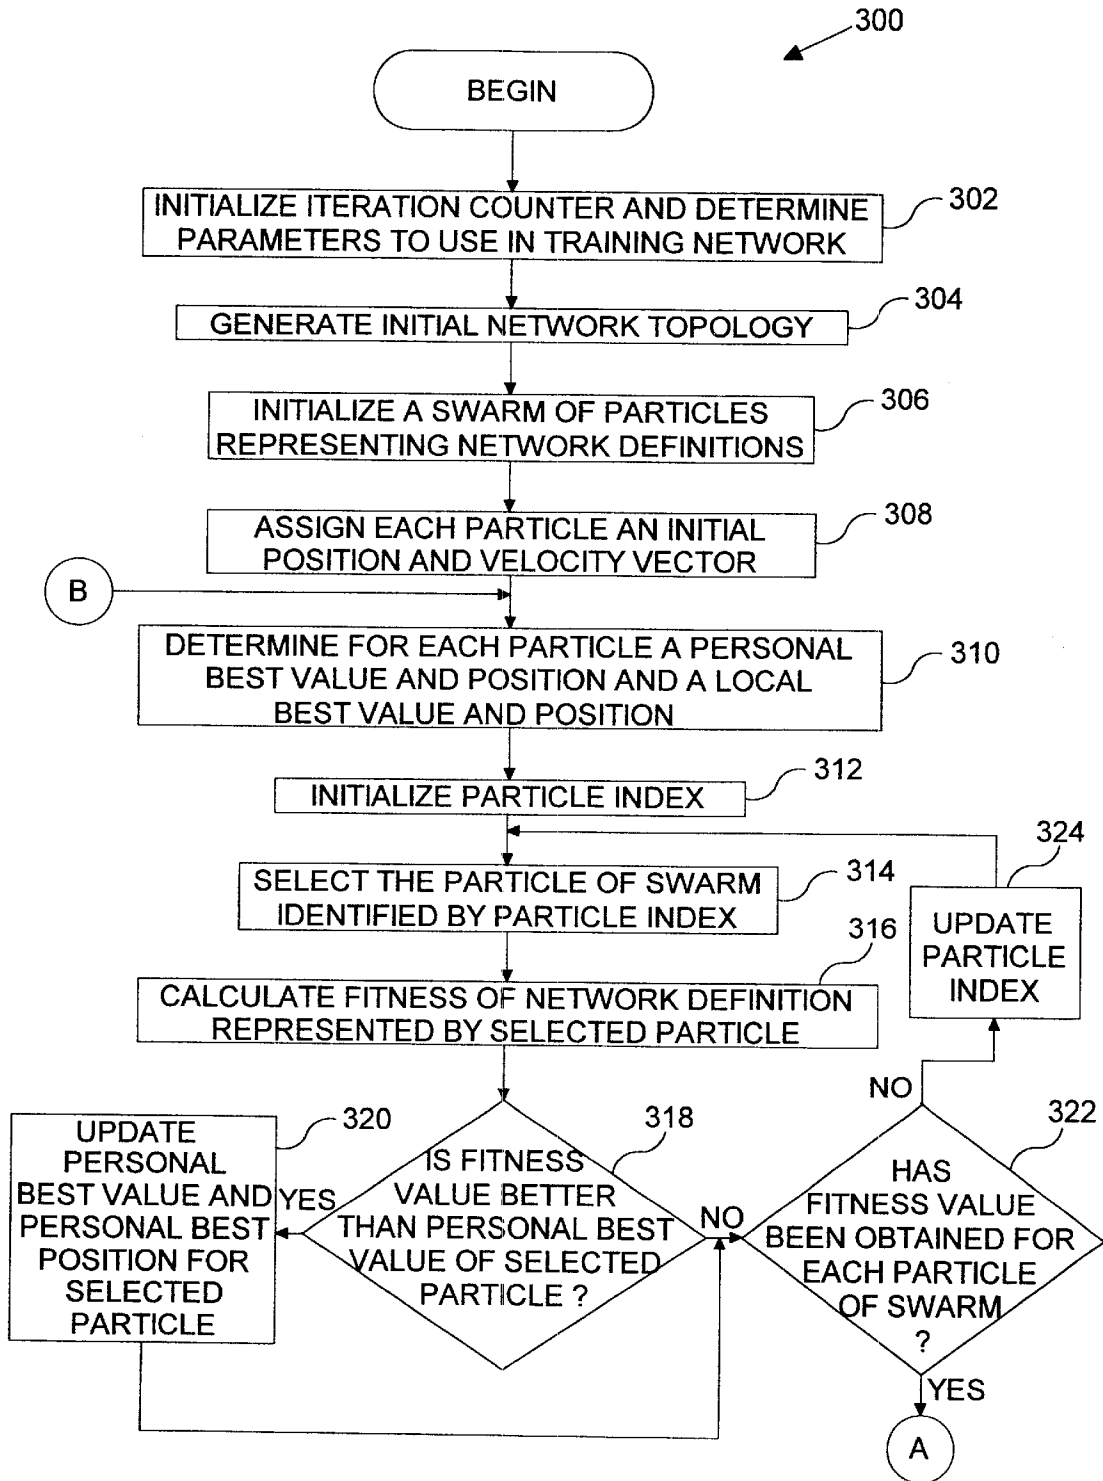 300
BEGIN
INITIALIZE ITERATION COUNTER AND DETERMINE
PARAMETERS TO USE IN TRAINING NETWORK
302
GENERATE INITIAL NETWORK TOPOLOGY
304
INITIALIZE A SWARM OF PARTICLES
REPRESENTING NETWORK DEFINITIONS
306
ASSIGN EACH PARTICLE AN INITIAL
POSITION AND VELOCITY VECTOR
308
B
DETERMINE FOR EACH PARTICLE A PERSONAL
BEST VALUE AND POSITION AND A LOCAL
BEST VALUE AND POSITION
310
INITIALIZE PARTICLE INDEX
312
SELECT THE PARTICLE OF SWARM
IDENTIFIED BY PARTICLE INDEX
314
CALCULATE FITNESS OF NETWORK DEFINITION
REPRESENTED BY SELECTED PARTICLE
316
324
UPDATE
PARTICLE
INDEX
NO
320
UPDATE
PERSONAL
BEST VALUE AND
PERSONAL BEST
POSITION FOR
SELECTED
PARTICLE
YES
318
IS FITNESS
VALUE BETTER
THAN PERSONAL BEST
VALUE OF SELECTED
PARTICLE ?
NO
322
HAS
FITNESS VALUE
BEEN OBTAINED FOR
EACH PARTICLE
OF SWARM
?
YES
A